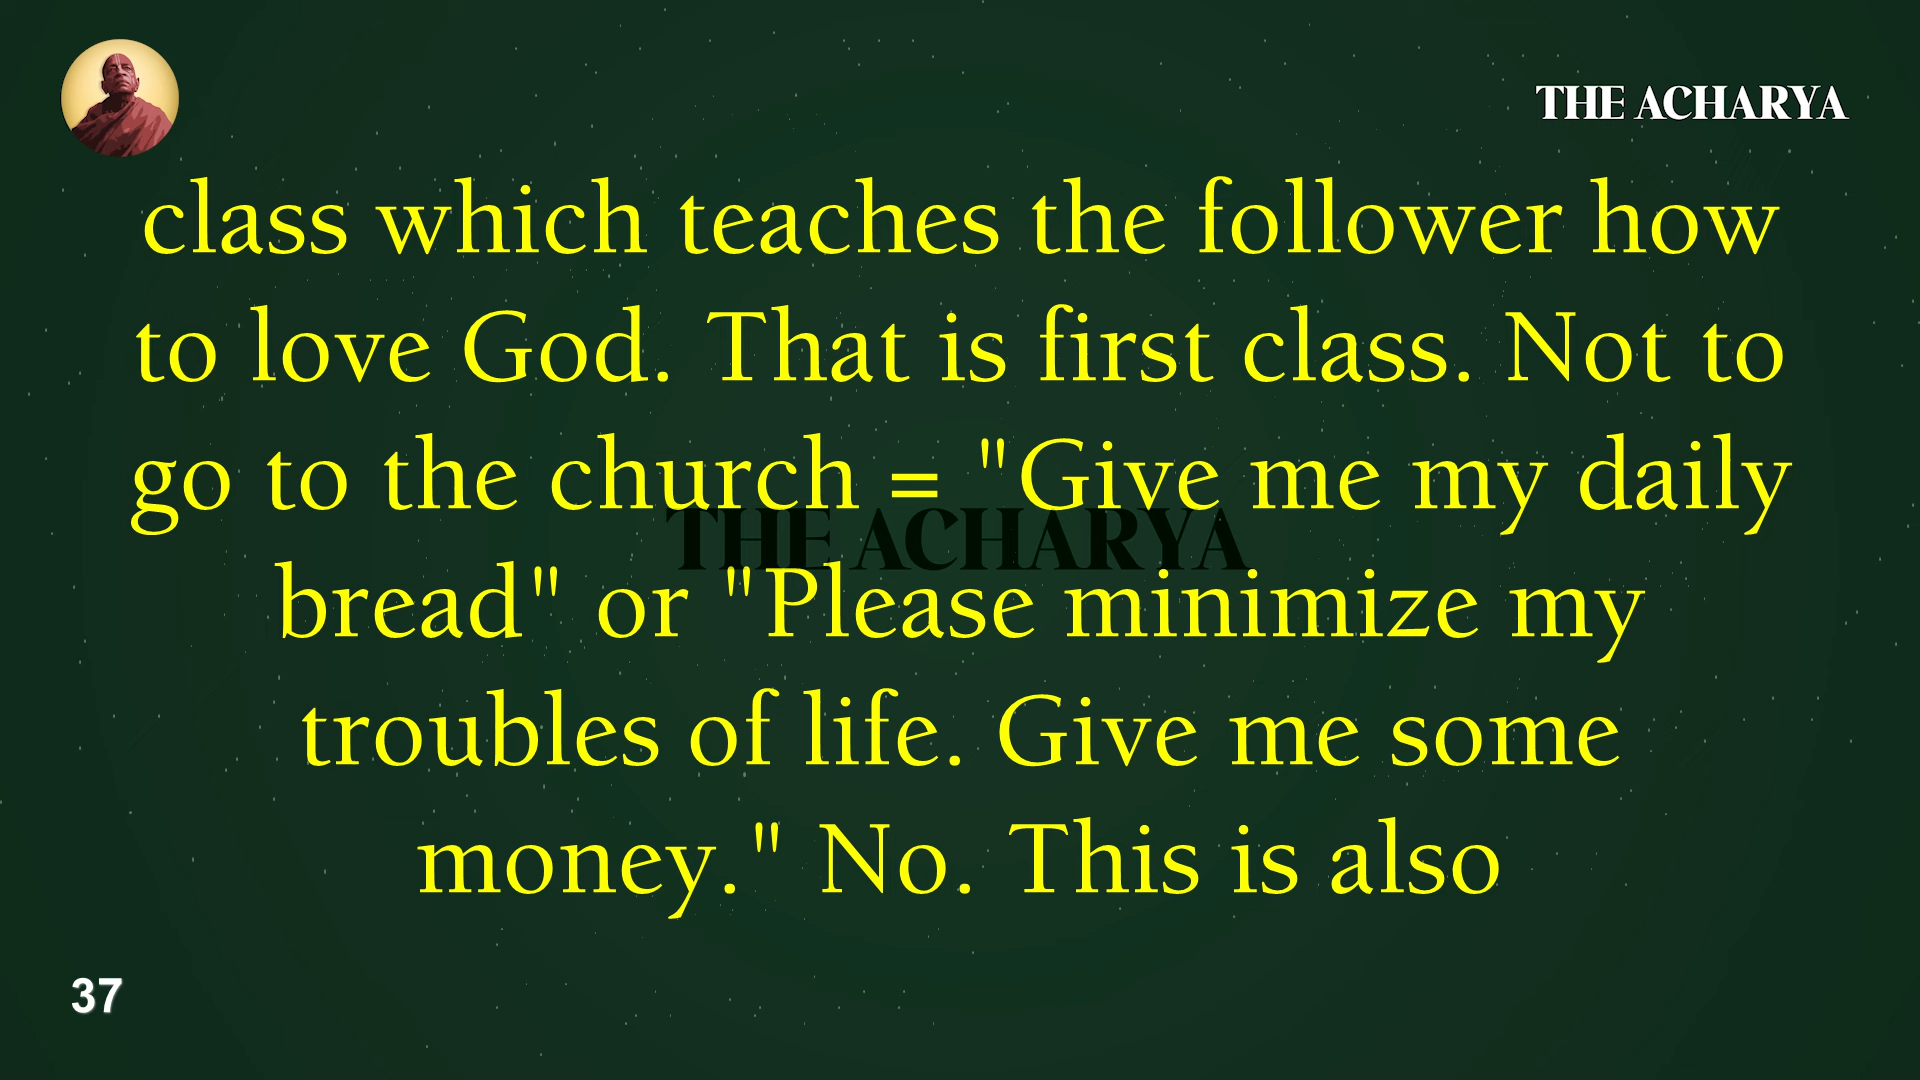 THE ACHARYA
class which teaches the follower how
to love God. That is first class. Not to
go to the church = "Give me my daily
THE ACHARYA
bread" or "Please minimize my
troubles of life. Give me some
money." No. This is also
37